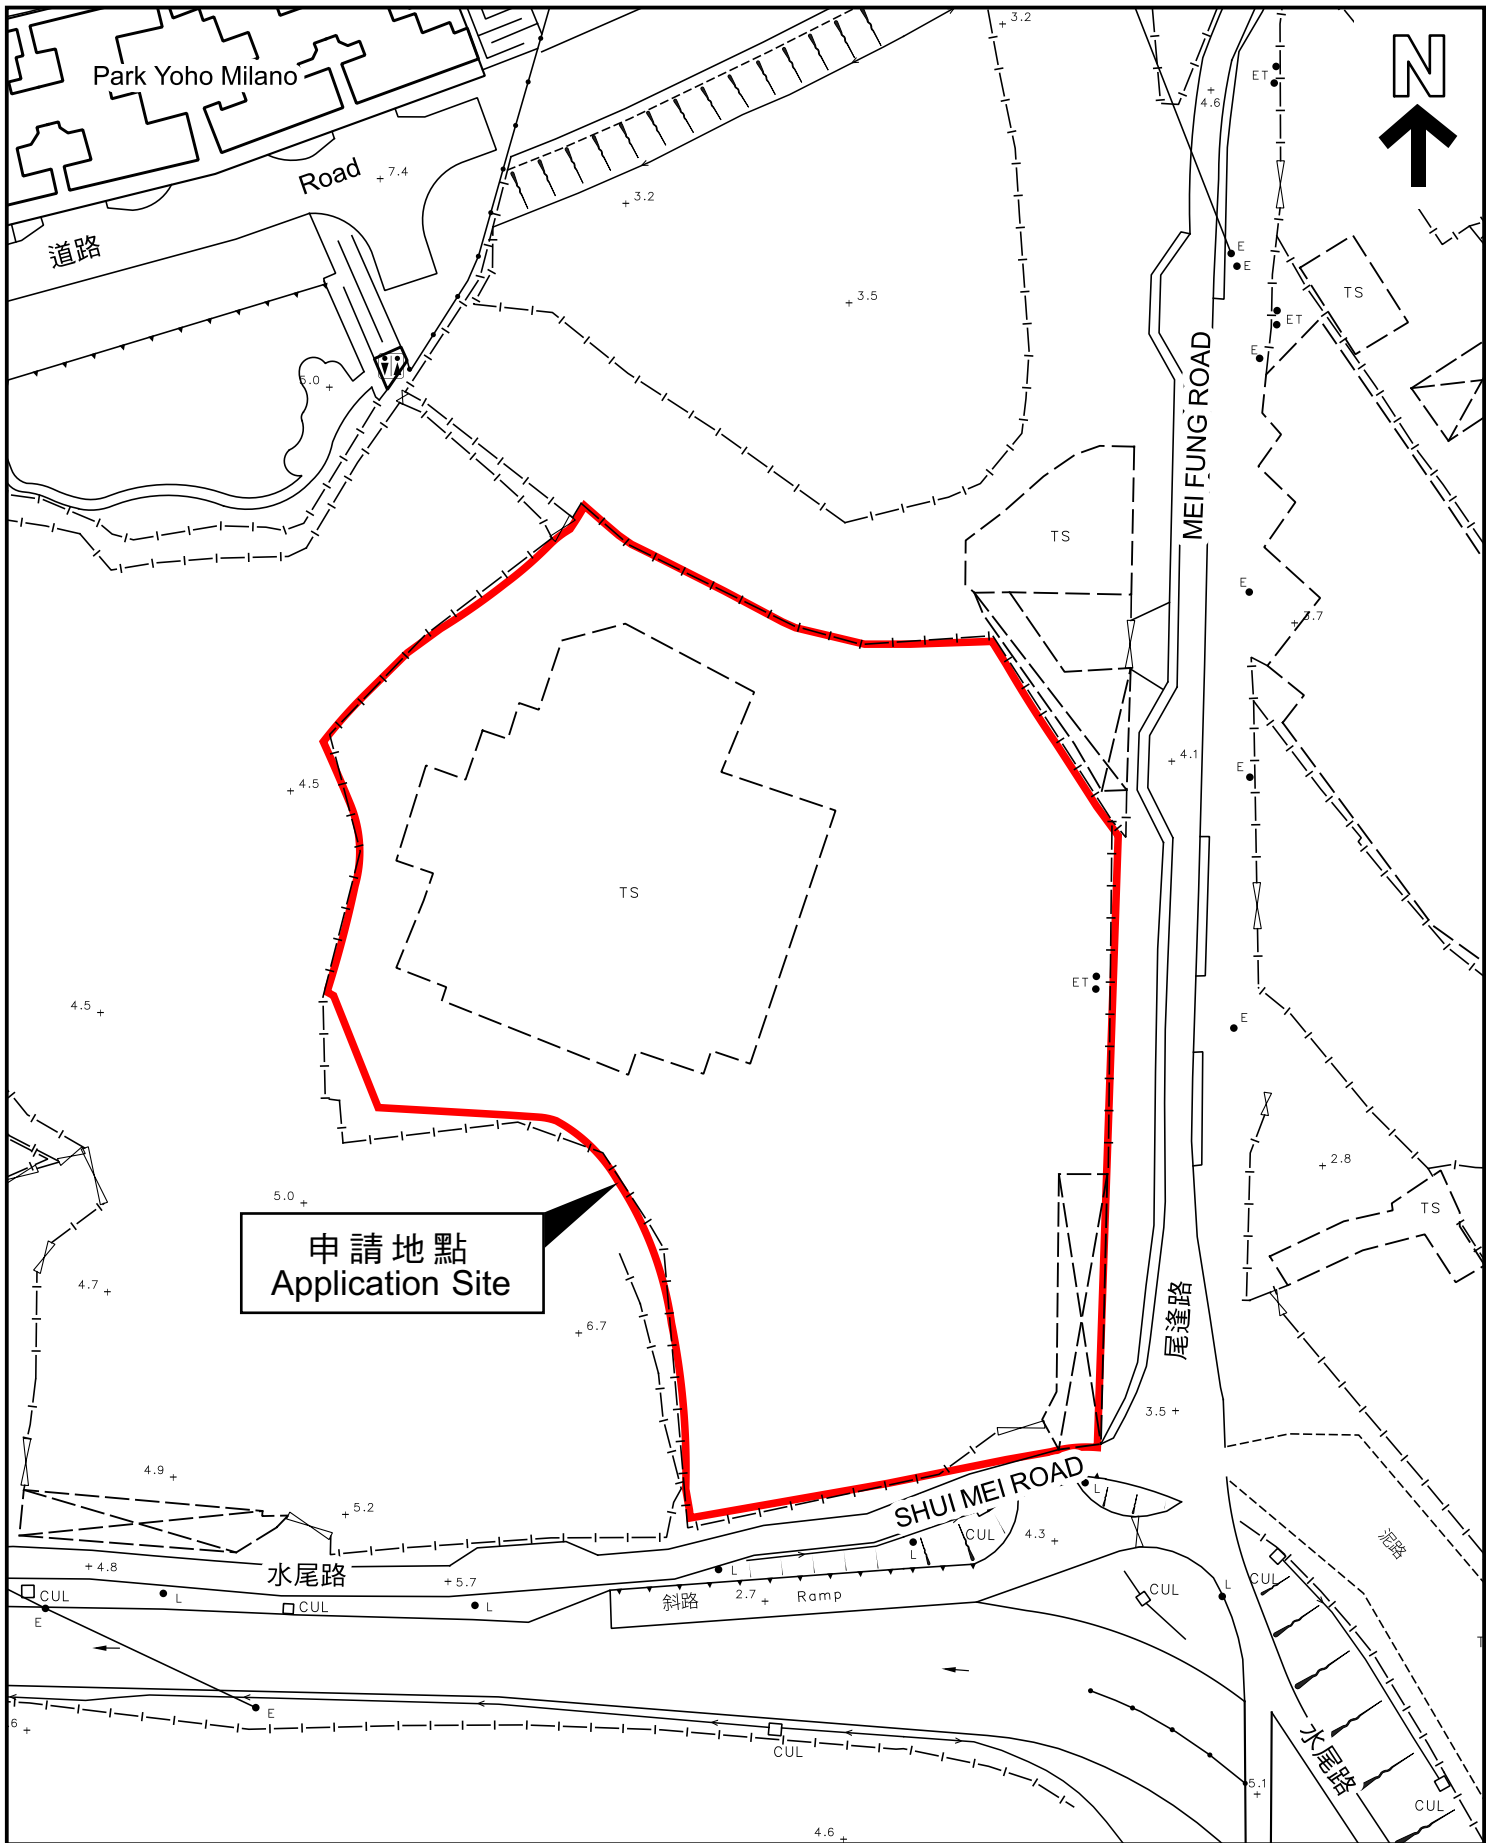 3.2
N
Park Yoho Milano
ET
4.6
Road
7.4
3.2
道路
E
E
TS
3.5
ET
E
5.0
MEI FUNG ROAD
TS
E
3.7
4.5
4.1
E
TS
ET
4.5
E
2.8
5.0
TS
申請地點
Application Site
4.7
6.7
尾逢路
3.5
4.9
5.2
SHUI MEI ROAD
L
CUL
4.3
泥路
4.8
水尾路
5.7
L
L
CUL
CUL
L
CUL
CUL
L
L
E
斜路
2.7
Ramp
E
6
CUL
水尾路
5.1
CUL
4.6